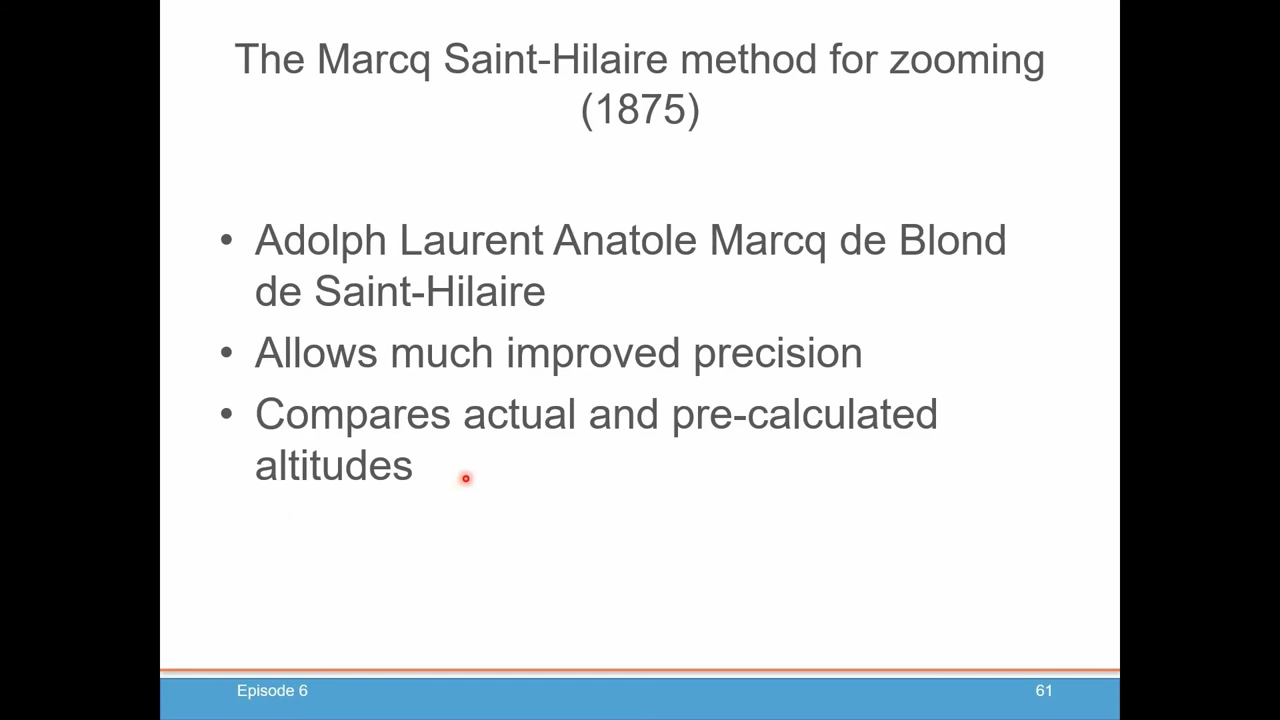 The Marcq Saint-Hilaire method for zooming
(1875)
• Adolph Laurent Anatole Marcq de Blond
de Saint-Hilaire
• Allows much improved precision
• Compares actual and pre-calculated
altitudes
Episode 6
61